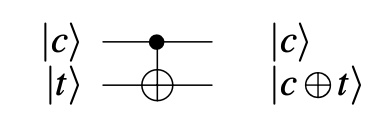 |c⟩ |c⟩
|t⟩ |c ⊕ t⟩